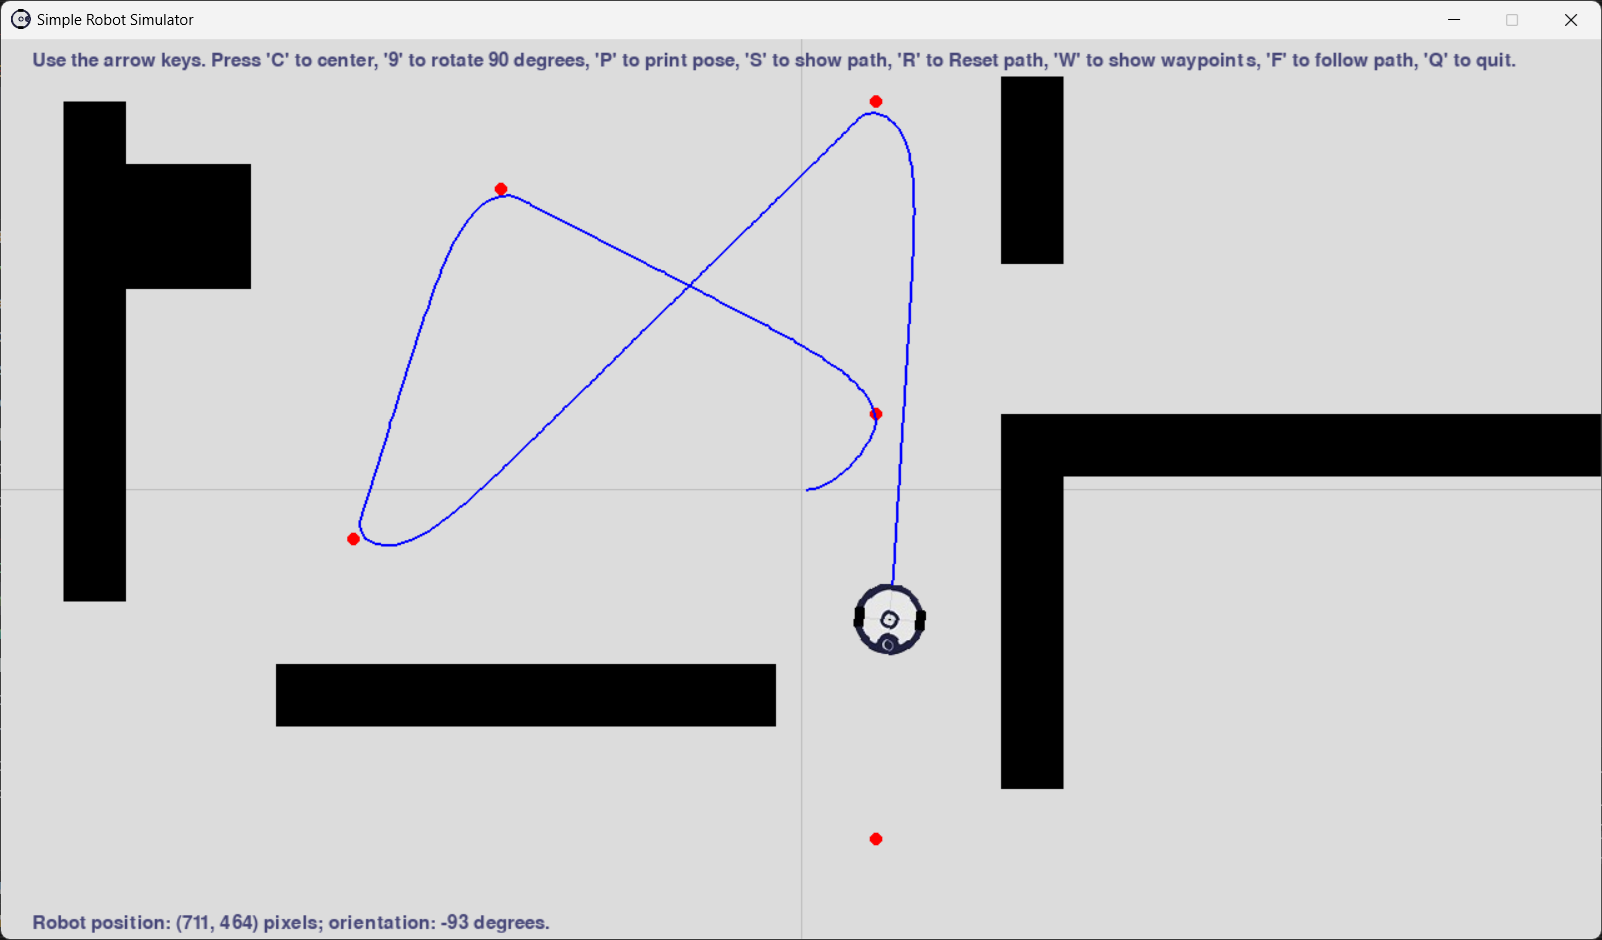 Simple Robot Simulator
Use the arrow keys. Press 'C' to center, '9' to rotate 90 degrees, 'P' to print pose, 'S' to show path, 'R' to Reset path, 'W' to show waypoints, 'F' to follow path, 'Q' to quit.
Robot position: (711, 464) pixels; orientation: -93 degrees.